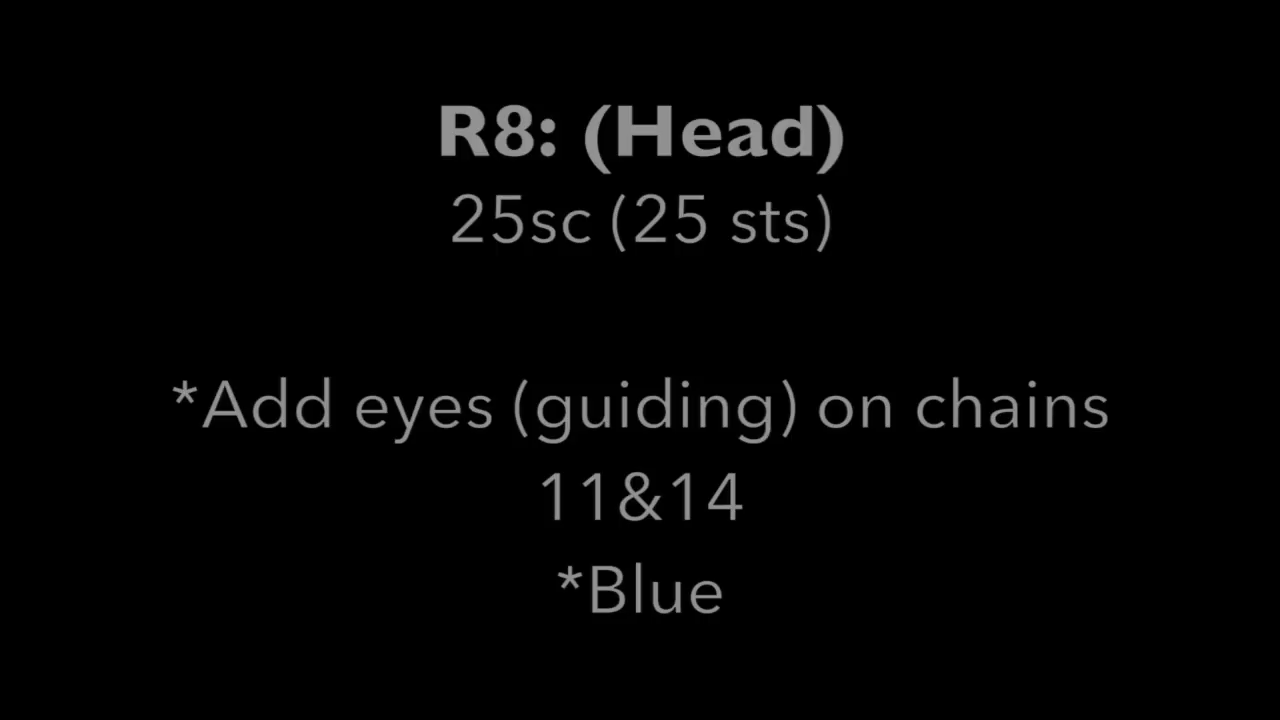 R8: (Head)
25sc (25 sts)
*Add eyes (guiding) on chains
11&14
*Blue